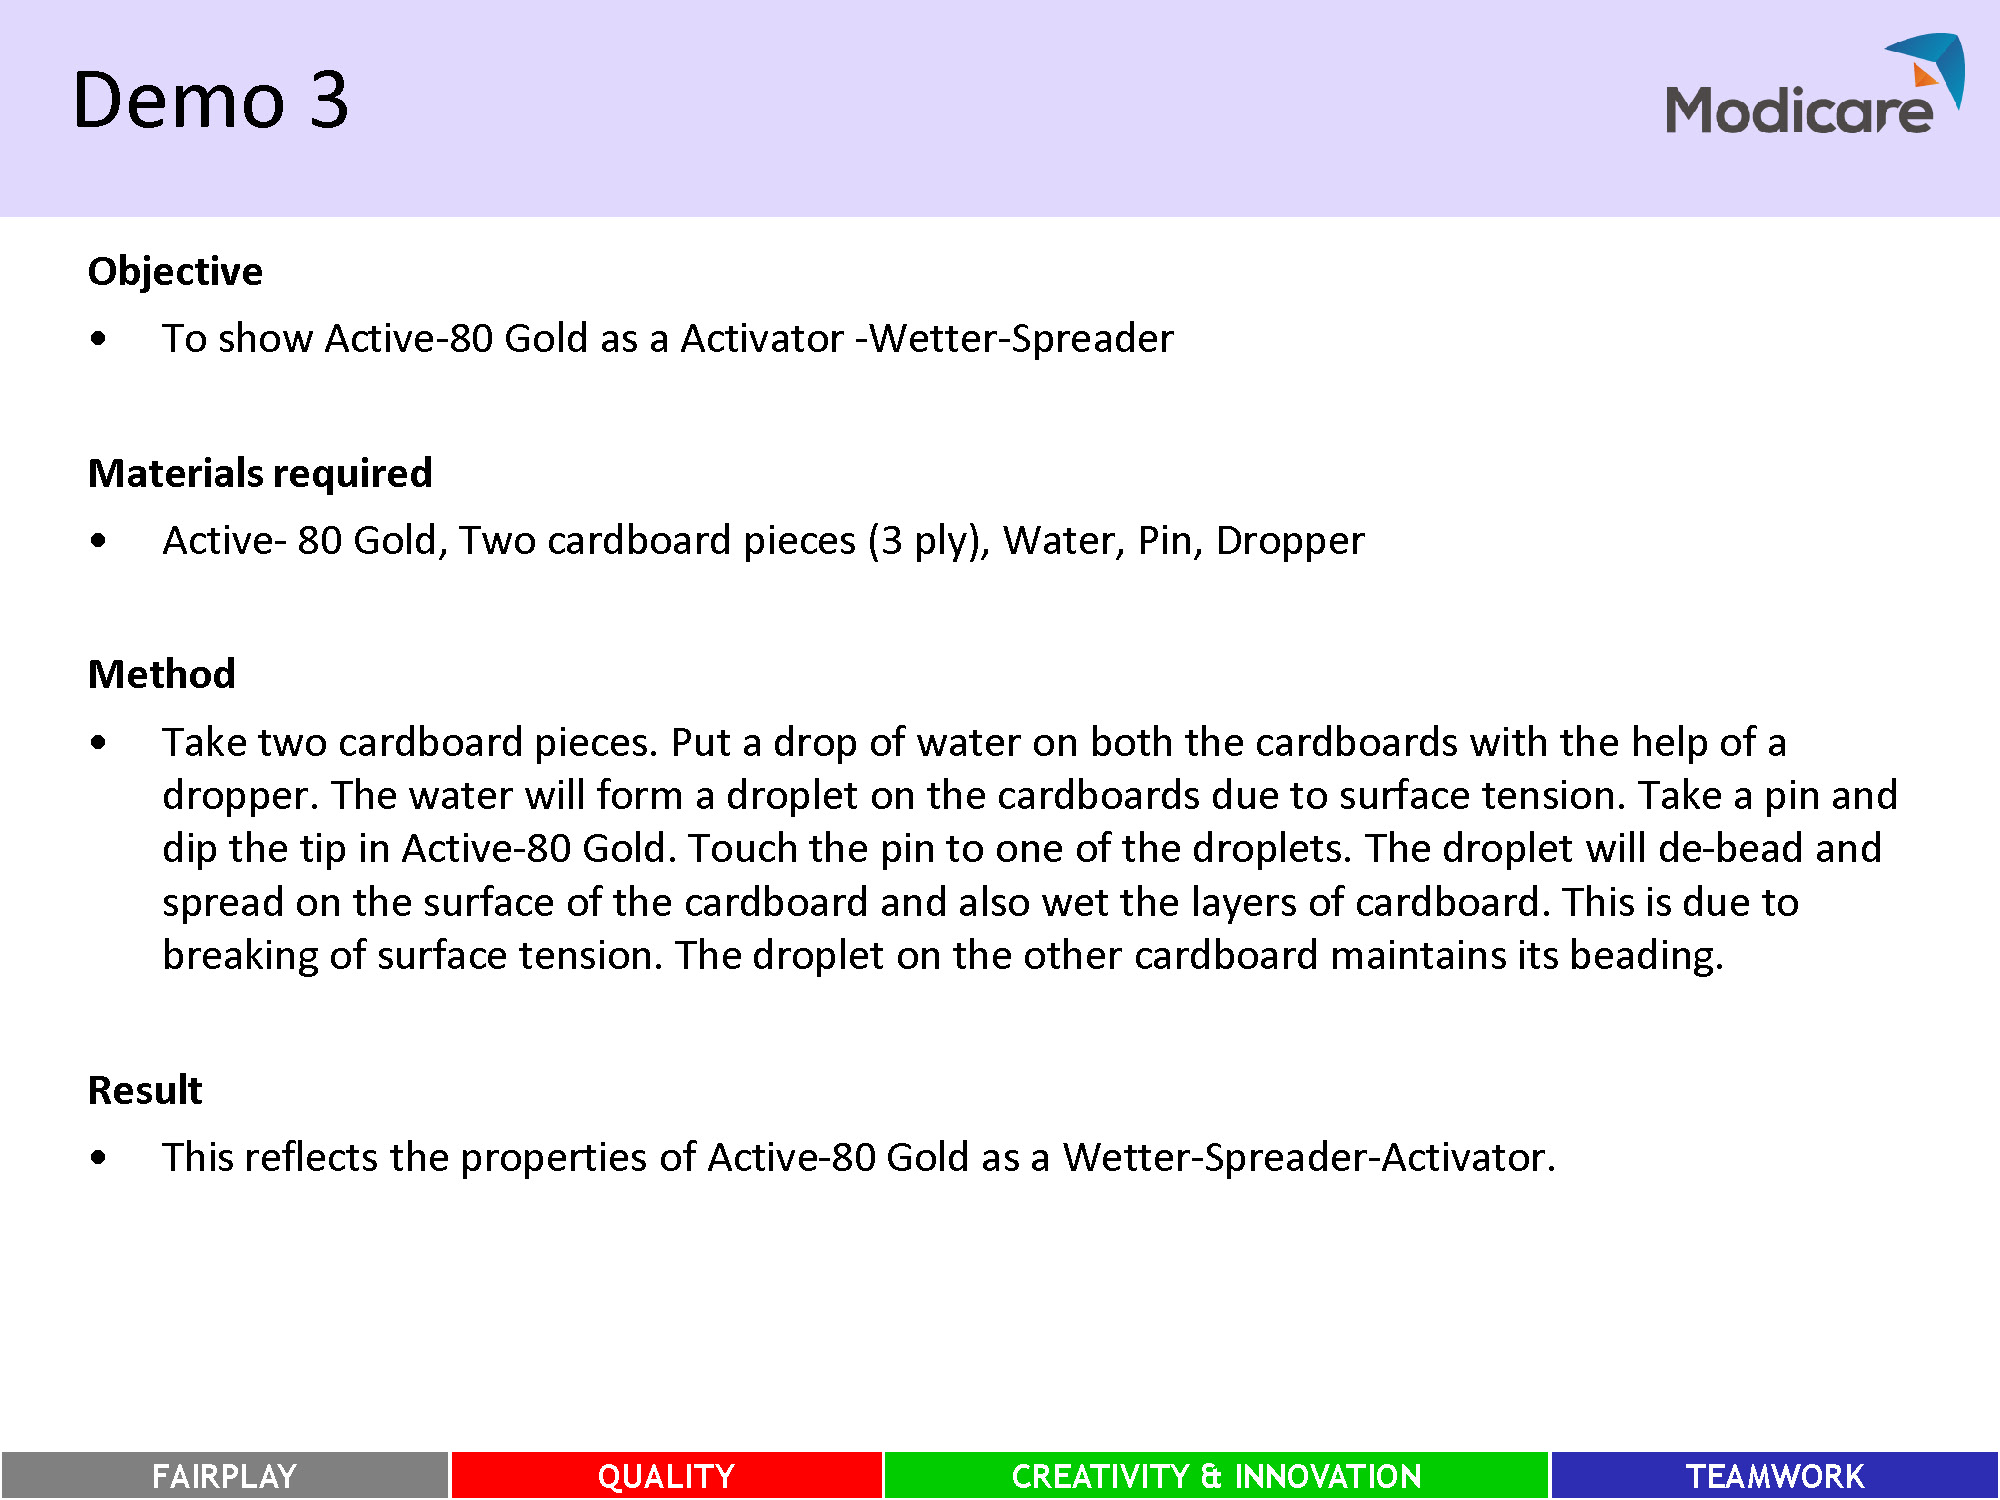 Demo 3
Modicare
Objective
• To show Active-80 Gold as a Activator -Wetter-Spreader
Materials required
• Active- 80 Gold, Two cardboard pieces (3 ply), Water, Pin, Dropper
Method
• Take two cardboard pieces. Put a drop of water on both the cardboards with the help of a
dropper. The water will form a droplet on the cardboards due to surface tension. Take a pin and
dip the tip in Active-80 Gold. Touch the pin to one of the droplets. The droplet will de-bead and
spread on the surface of the cardboard and also wet the layers of cardboard. This is due to
breaking of surface tension. The droplet on the other cardboard maintains its beading.
Result
• This reflects the properties of Active-80 Gold as a Wetter-Spreader-Activator.
FAIRPLAY QUALITY CREATIVITY & INNOVATION TEAMWORK